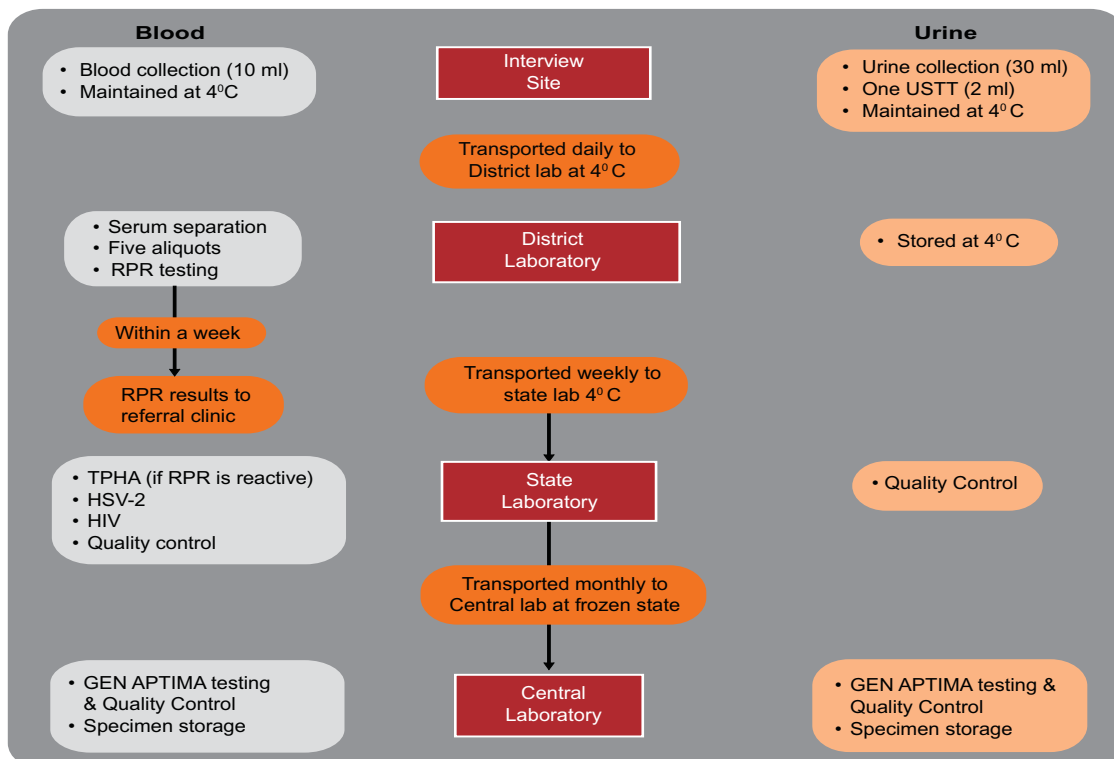 Blood
• Blood collection (10 ml)
• Maintained at 4⁰C
Interview
Site
Urine
• Urine collection (30 ml)
• One USTT (2 ml)
• Maintained at 4⁰ C
Transported daily to
District lab at 4⁰ C
• Serum separation
• Five aliquots
• RPR testing
District
Laboratory
• Stored at 4⁰ C
Within a week
RPR results to
referral clinic
Transported weekly to
state lab 4⁰ C
• TPHA (if RPR is reactive)
• HSV-2
• HIV
• Quality control
State
Laboratory
• Quality Control
Transported monthly to
Central lab at frozen state
• GEN APTIMA testing
& Quality Control
• Specimen storage
Central
Laboratory
• GEN APTIMA testing &
Quality Control
• Specimen storage